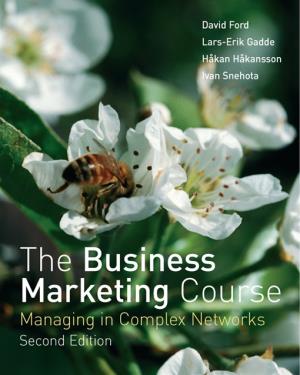 David Ford
Lars-Erik Gadde
Håkan Håkansson
Ivan Snehota
The Business
Marketing Course
Managing in Complex Networks
Second Edition